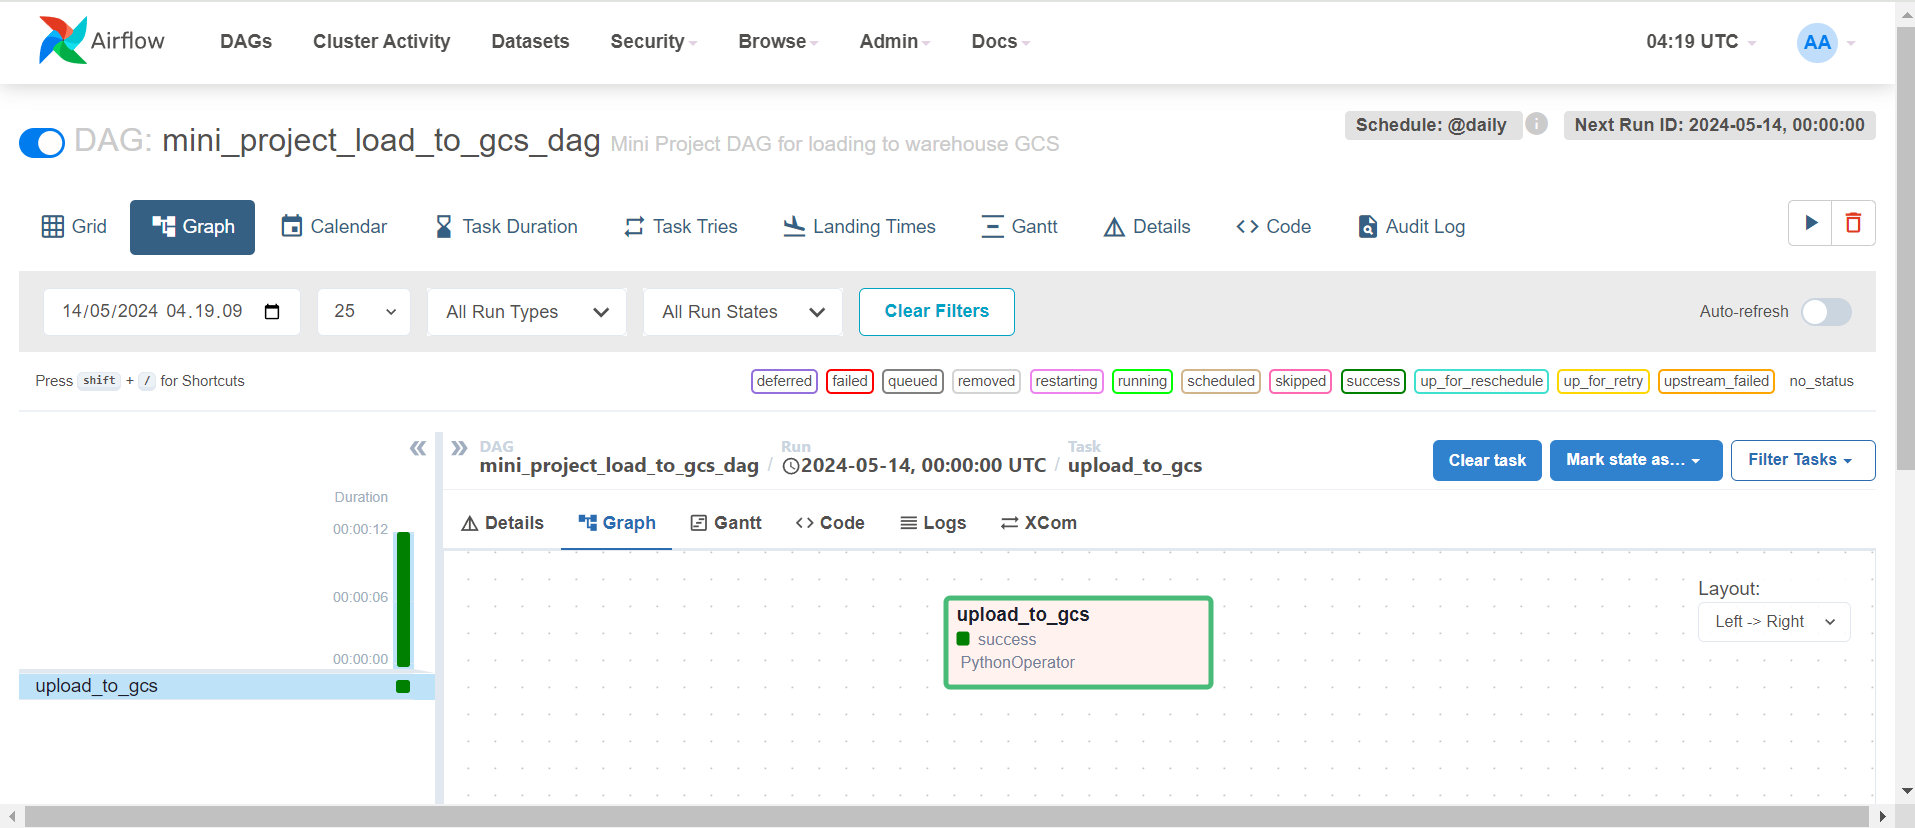 Airflow DAGs Cluster Activity Datasets Security Browse Admin Docs 04:19 UTC AA
DAG: mini_project_load_to_gcs_dag Mini Project DAG for loading to warehouse GCS
Schedule: @daily i Next Run ID: 2024-05-14, 00:00:00
Grid Graph Calendar Task Duration Task Tries Landing Times Gantt Details Code Audit Log
14/05/2024 04.19.09 25 All Run Types All Run States Clear Filters Auto-refresh
Press shift + / for Shortcuts deferred failed queued removed restarting running scheduled skipped success up_for_reschedule up_for_retry upstream_failed no_status
DAG Run Task
mini_project_load_to_gcs_dag / 2024-05-14, 00:00:00 UTC / upload_to_gcs
Clear task Mark state as... Filter Tasks
Duration
00:00:12
00:00:06
00:00:00
upload_to_gcs
Details Graph Gantt Code Logs XCom
upload_to_gcs
success
PythonOperator
Layout:
Left -> Right